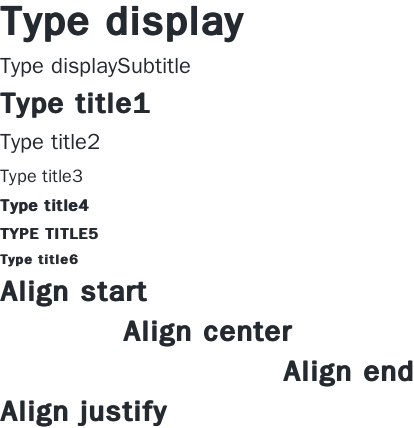 Type display
Type displaySubtitle
Type title1
Type title2
Type title3
Type title4
TYPE TITLE5
Type title6
Align start
Align center
Align end
Align justify